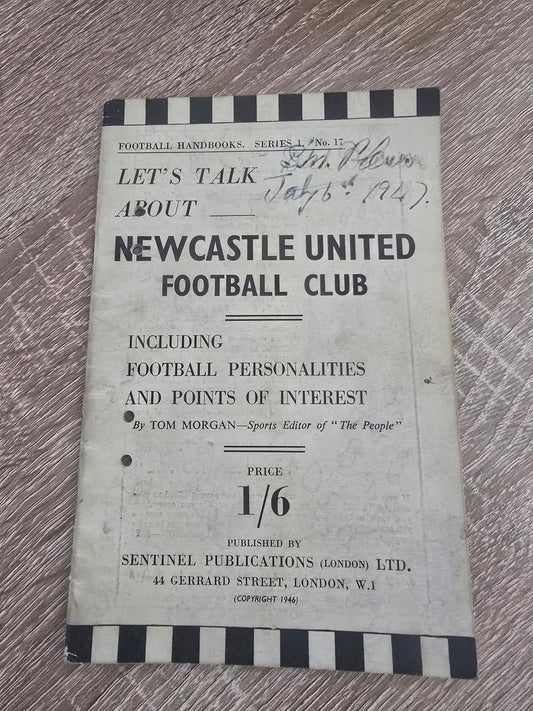 FOOTBALL HANDBOOKS. SERIES 1, No. 17
LET'S TALK
July 6th 1947.
ABOUT
NEWCASTLE UNITED
FOOTBALL CLUB
INCLUDING
FOOTBALL PERSONALITIES
AND POINTS OF INTEREST
By TOM MORGAN—Sports Editor of "The People"
PRICE
1/6
PUBLISHED BY
SENTINEL PUBLICATIONS (LONDON) LTD.
44 GERRARD STREET, LONDON, W.1
(COPYRIGHT 1946)